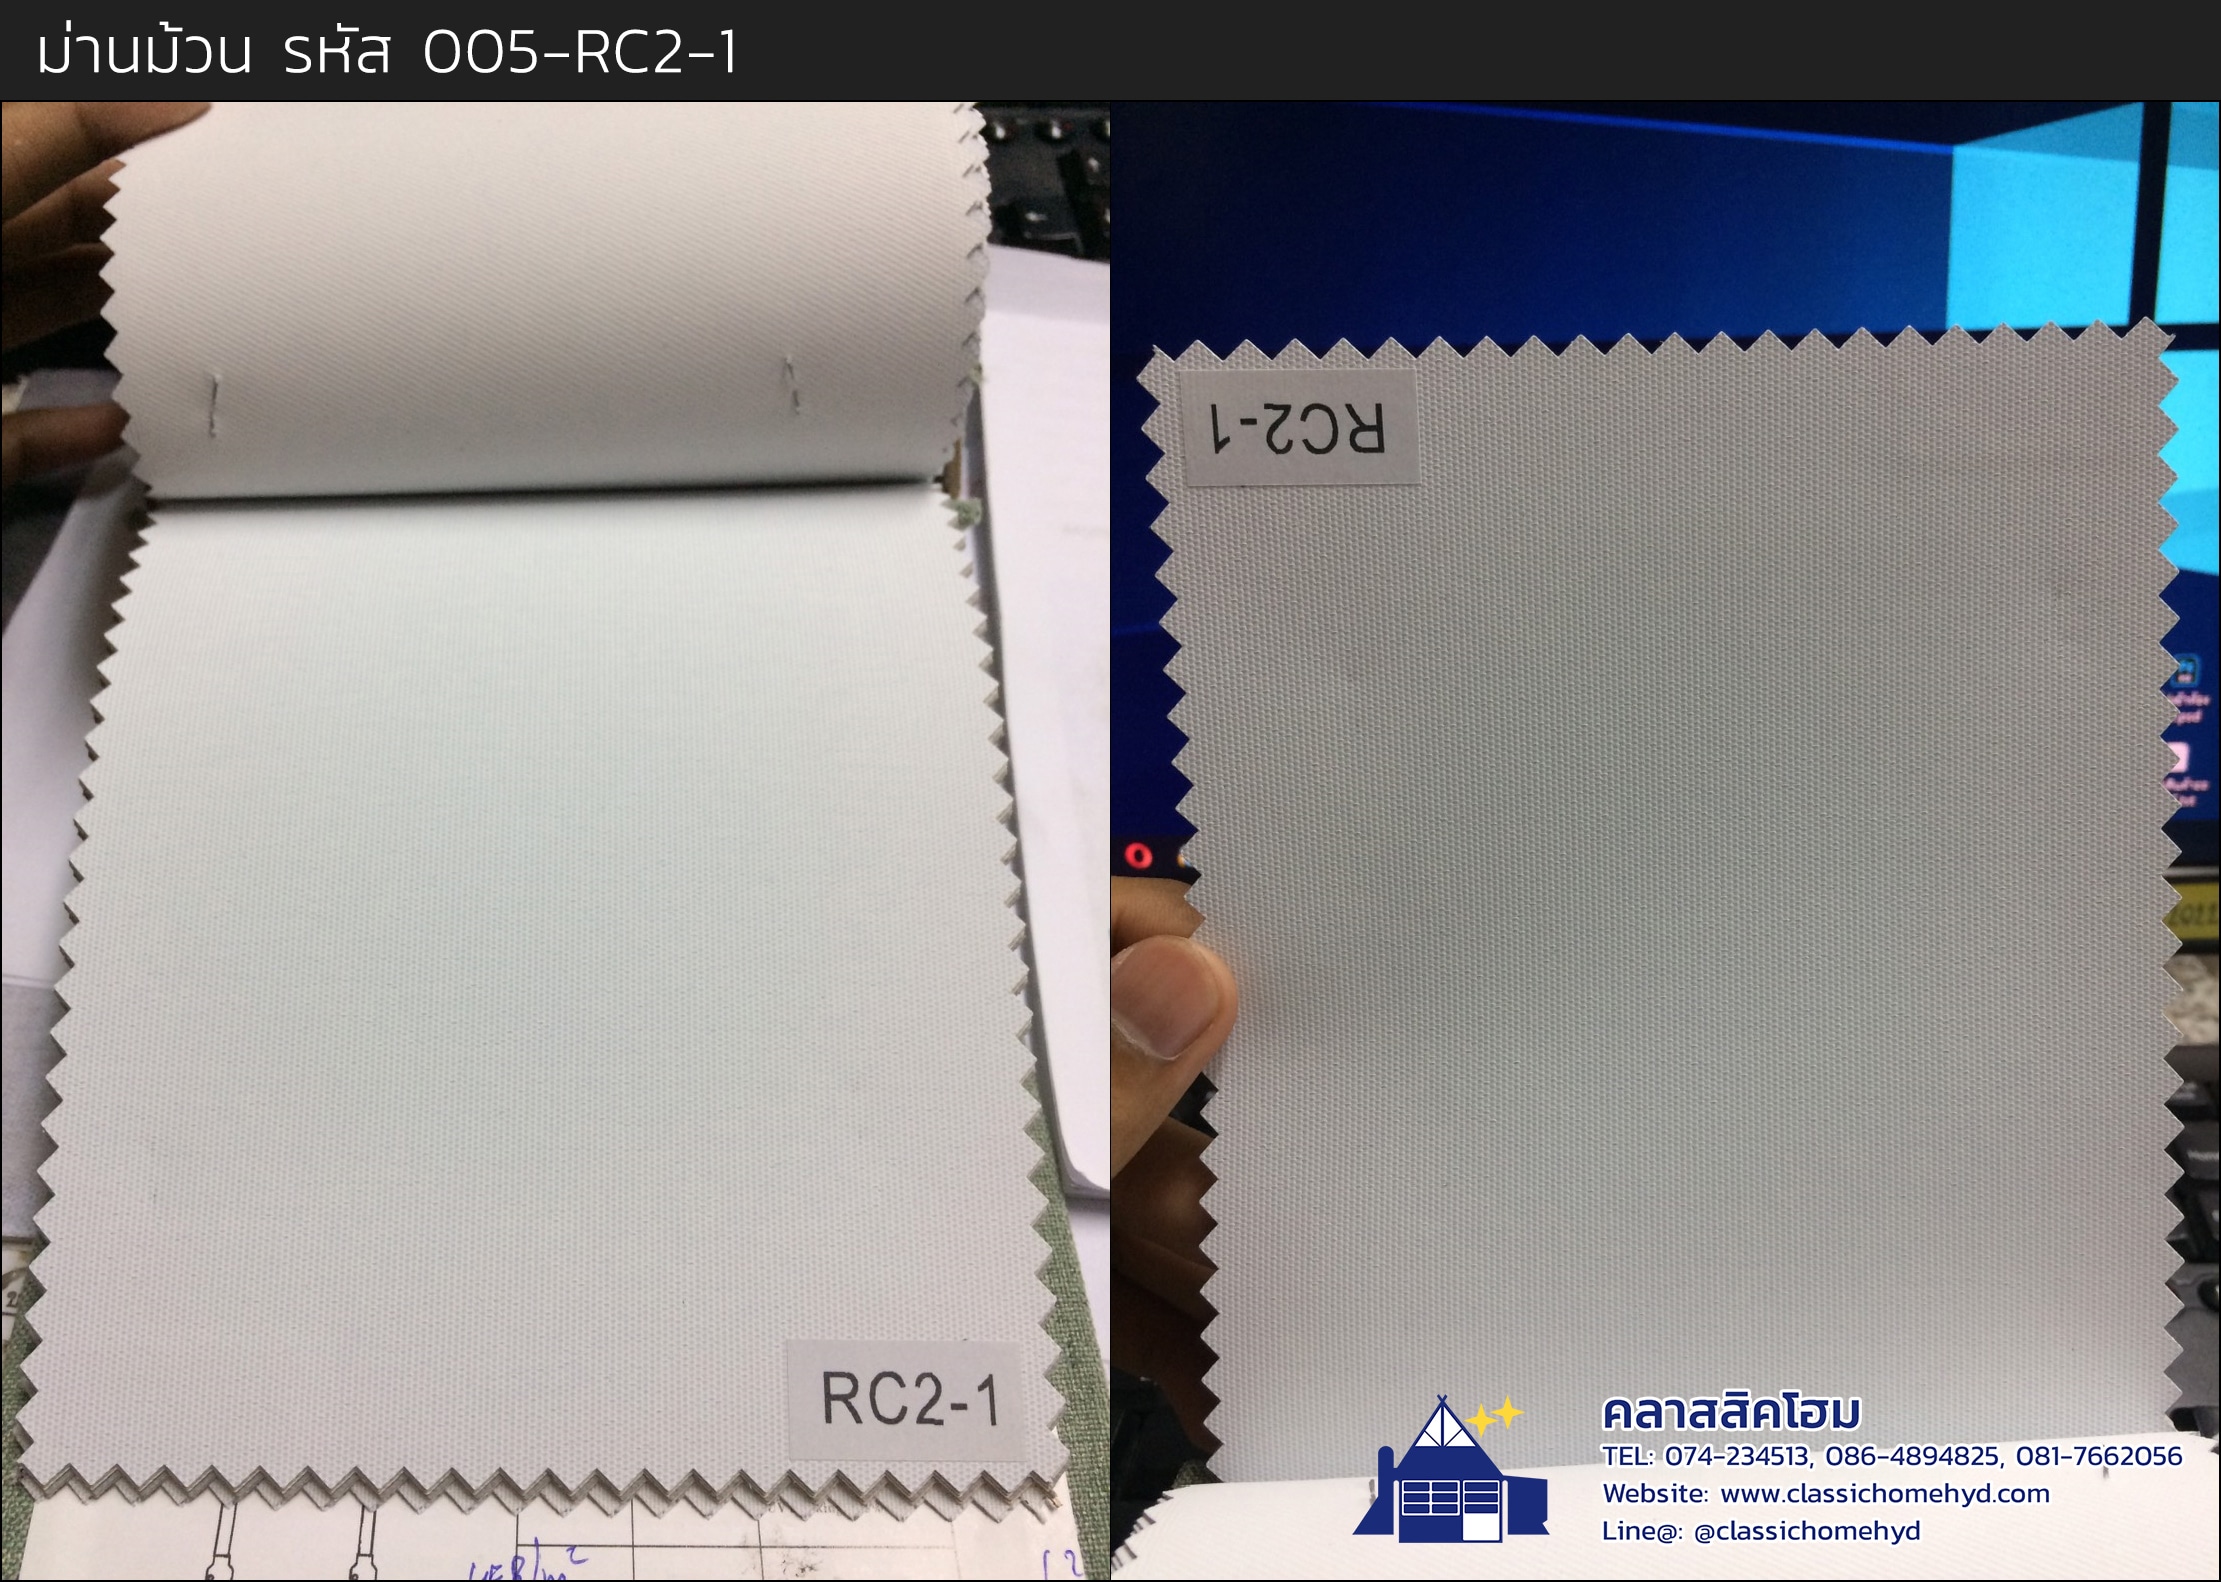 ม่านม้วน รหัส 005-RC2-1
RC2-1
RC2-1
คลาสสิคโฮม
TEL: 074-234513, 086-4894825, 081-7662056
Website: www.classichomehyd.com
Line@: @classichomehyd